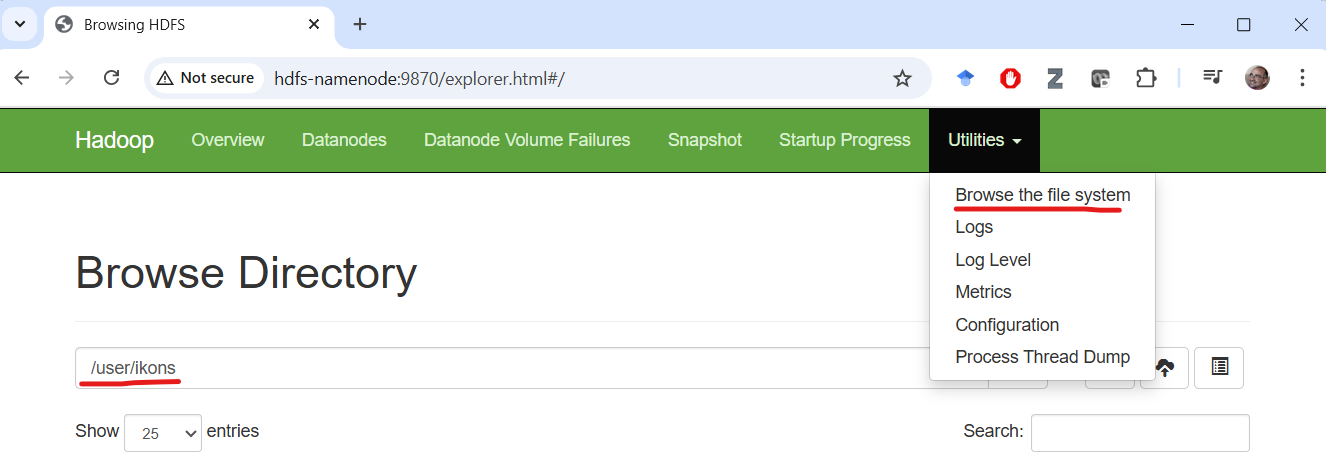 Browsing HDFS
Not secure hdfs-namenode:9870/explorer.html#/
Hadoop Overview Datanodes Datanode Volume Failures Snapshot Startup Progress Utilities
Browse the file system
Logs
Log Level
Metrics
Configuration
Process Thread Dump
Browse Directory
/user/ikons
Show 25 entries Search: